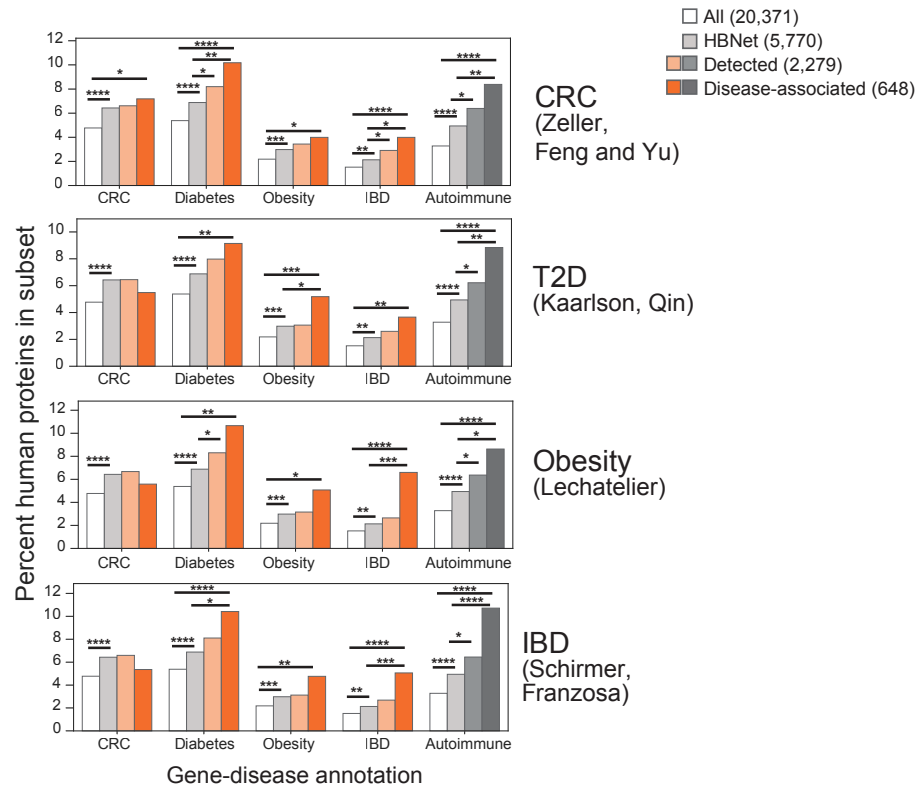 All (20,371)
HBNet (5,770)
Detected (2,279)
Disease-associated (648)
Percent human proteins in subset
12
10
8
6
4
2
0
* **** **** ** * **** * *** **** * * ** **** ** * ****
CRC Diabetes Obesity IBD Autoimmune
CRC
(Zeller,
Feng and Yu)
10
8
6
4
2
0
**** ** **** *** * *** ** ** **** ** * ****
CRC Diabetes Obesity IBD Autoimmune
T2D
(Kaarlson, Qin)
12
10
8
6
4
2
0
**** ** * **** * *** **** *** ** **** * * ****
CRC Diabetes Obesity IBD Autoimmune
Obesity
(Lechatelier)
12
10
8
6
4
2
0
**** **** * **** ** *** **** *** ** **** **** * ****
CRC Diabetes Obesity IBD Autoimmune
IBD
(Schirmer,
Franzosa)
Gene-disease annotation